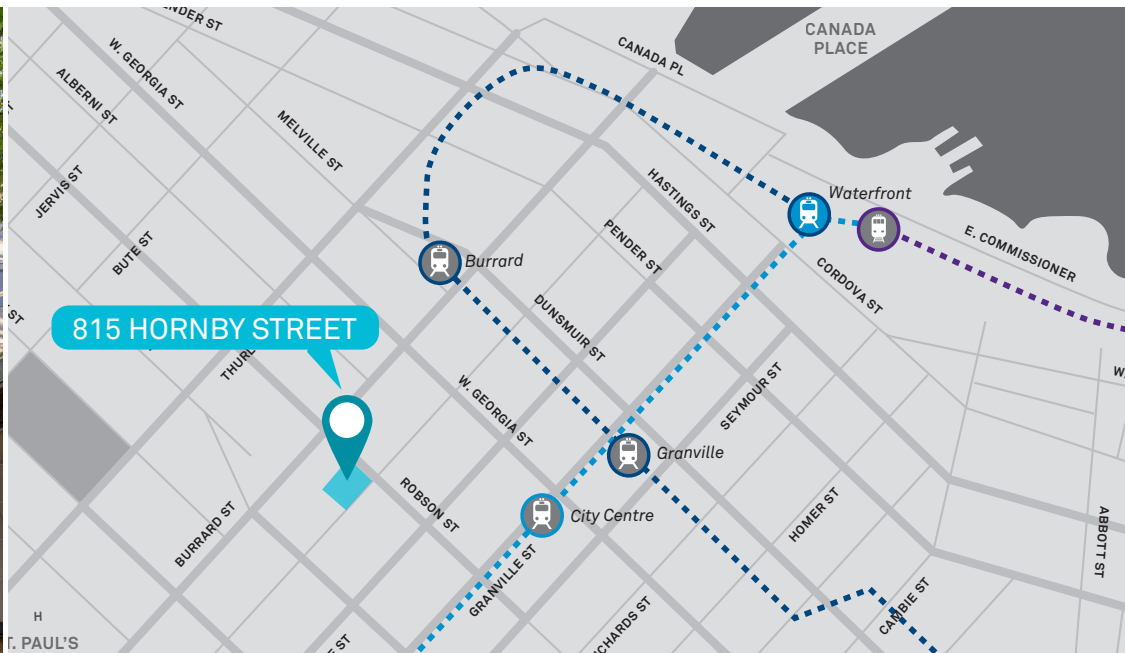 ENDER ST
W. GEORGIA ST
ALBERNI ST
MELVILLE ST
JERVIS ST
BUTE ST
CANADA PL
CANADA
PLACE
HASTINGS ST
Waterfront
PENDER ST
E. COMMISSIONER
CORDOVA ST
Burrard
DUNSMUIR ST
ST
815 HORNBY STREET
THUR
W. GEORGIA ST
SEYMOUR ST
Granville
ROBSON ST
City Centre
BURRARD ST
HOMER ST
ABBOTT ST
GRANVILLE ST
CAMBIE ST
ICHARDS ST
E ST
H
T. PAUL'S
W.